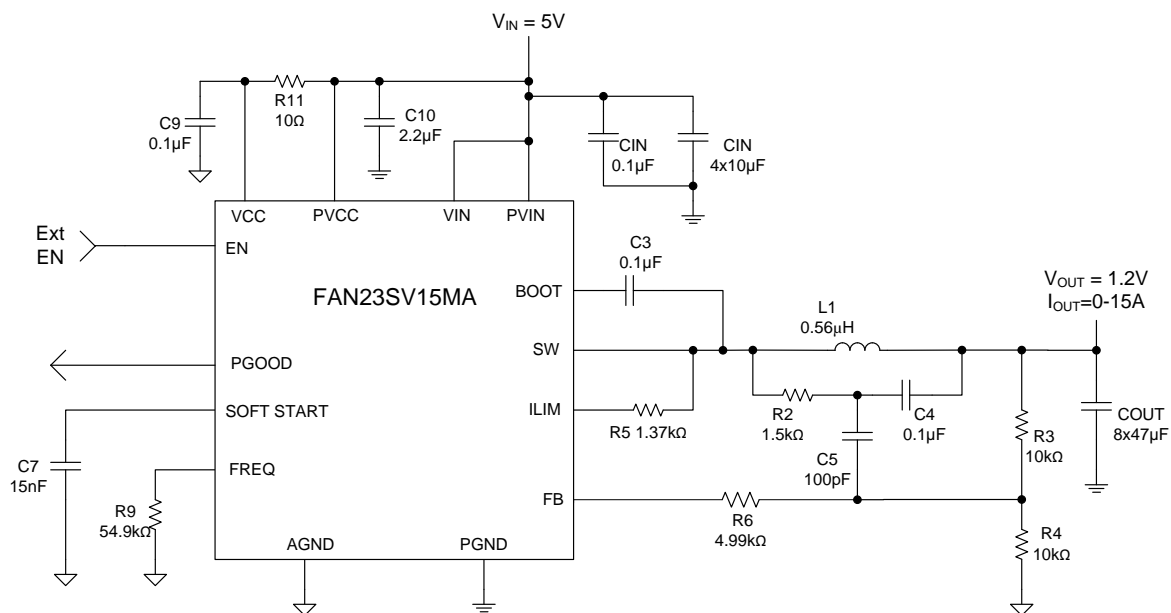 VIN = 5V
R11
10Ω
C9
0.1µF
C10
2.2µF
CIN
0.1µF
CIN
4x10µF
VCC
PVCC
VIN
PVIN
Ext
EN
EN
FAN23SV15MA
C3
0.1µF
BOOT
VOUT = 1.2V
IOUT=0-15A
L1
0.56µH
SW
PGOOD
SOFT START
ILIM
R5 1.37kΩ
R2
1.5kΩ
C4
0.1µF
COUT
8x47µF
R3
10kΩ
C7
15nF
FREQ
C5
100pF
FB
R9
54.9kΩ
R6
4.99kΩ
R4
10kΩ
AGND
PGND